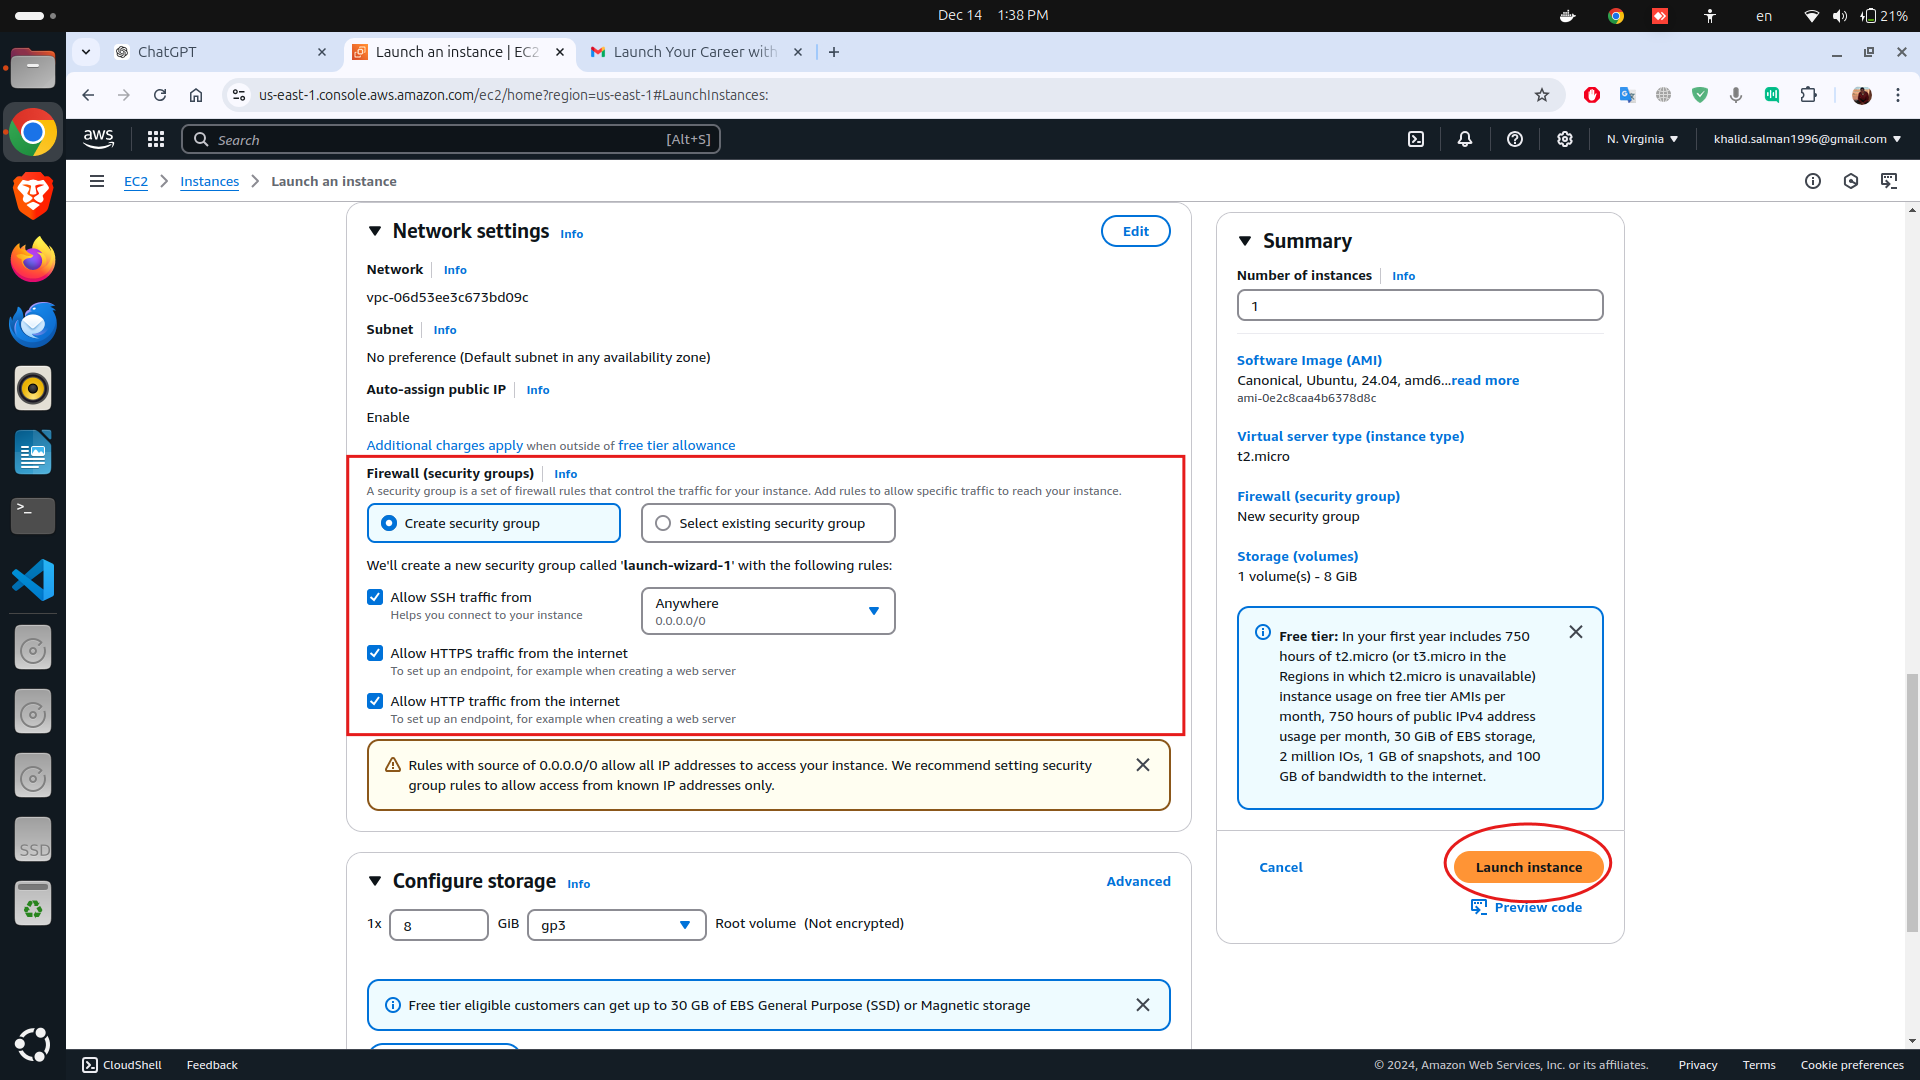 Dec 14 1:38 PM
en
21%
ChatGPT
Launch an instance | EC2
Launch Your Career with
us-east-1.console.aws.amazon.com/ec2/home?region=us-east-1#LaunchInstances:
aws
Search
[Alt+S]
N. Virginia
khalid.salman1996@gmail.com
EC2
Instances
Launch an instance
Network settings Info
Edit
Network Info
vpc-06d53ee3c673bd09c
Subnet Info
No preference (Default subnet in any availability zone)
Auto-assign public IP Info
Enable
Additional charges apply when outside of free tier allowance
Firewall (security groups) Info
A security group is a set of firewall rules that control the traffic for your instance. Add rules to allow specific traffic to reach your instance.
Create security group
Select existing security group
We'll create a new security group called 'launch-wizard-1' with the following rules:
Allow SSH traffic from
Helps you connect to your instance
Anywhere
0.0.0.0/0
Allow HTTPS traffic from the internet
To set up an endpoint, for example when creating a web server
Allow HTTP traffic from the internet
To set up an endpoint, for example when creating a web server
Rules with source of 0.0.0.0/0 allow all IP addresses to access your instance. We recommend setting security
group rules to allow access from known IP addresses only.
Configure storage Info
Advanced
1x
8
GiB
gp3
Root volume (Not encrypted)
Free tier eligible customers can get up to 30 GB of EBS General Purpose (SSD) or Magnetic storage
Summary
Number of instances Info
1
Software Image (AMI)
Canonical, Ubuntu, 24.04, amd6...read more
ami-0e2c8caa4b6378d8c
Virtual server type (instance type)
t2.micro
Firewall (security group)
New security group
Storage (volumes)
1 volume(s) - 8 GiB
Free tier: In your first year includes 750
hours of t2.micro (or t3.micro in the
Regions in which t2.micro is unavailable)
instance usage on free tier AMIs per
month, 750 hours of public IPv4 address
usage per month, 30 GiB of EBS storage,
2 million IOs, 1 GB of snapshots, and 100
GB of bandwidth to the internet.
Cancel
Launch instance
Preview code
SSD
CloudShell
Feedback
© 2024, Amazon Web Services, Inc. or its affiliates.
Privacy
Terms
Cookie preferences